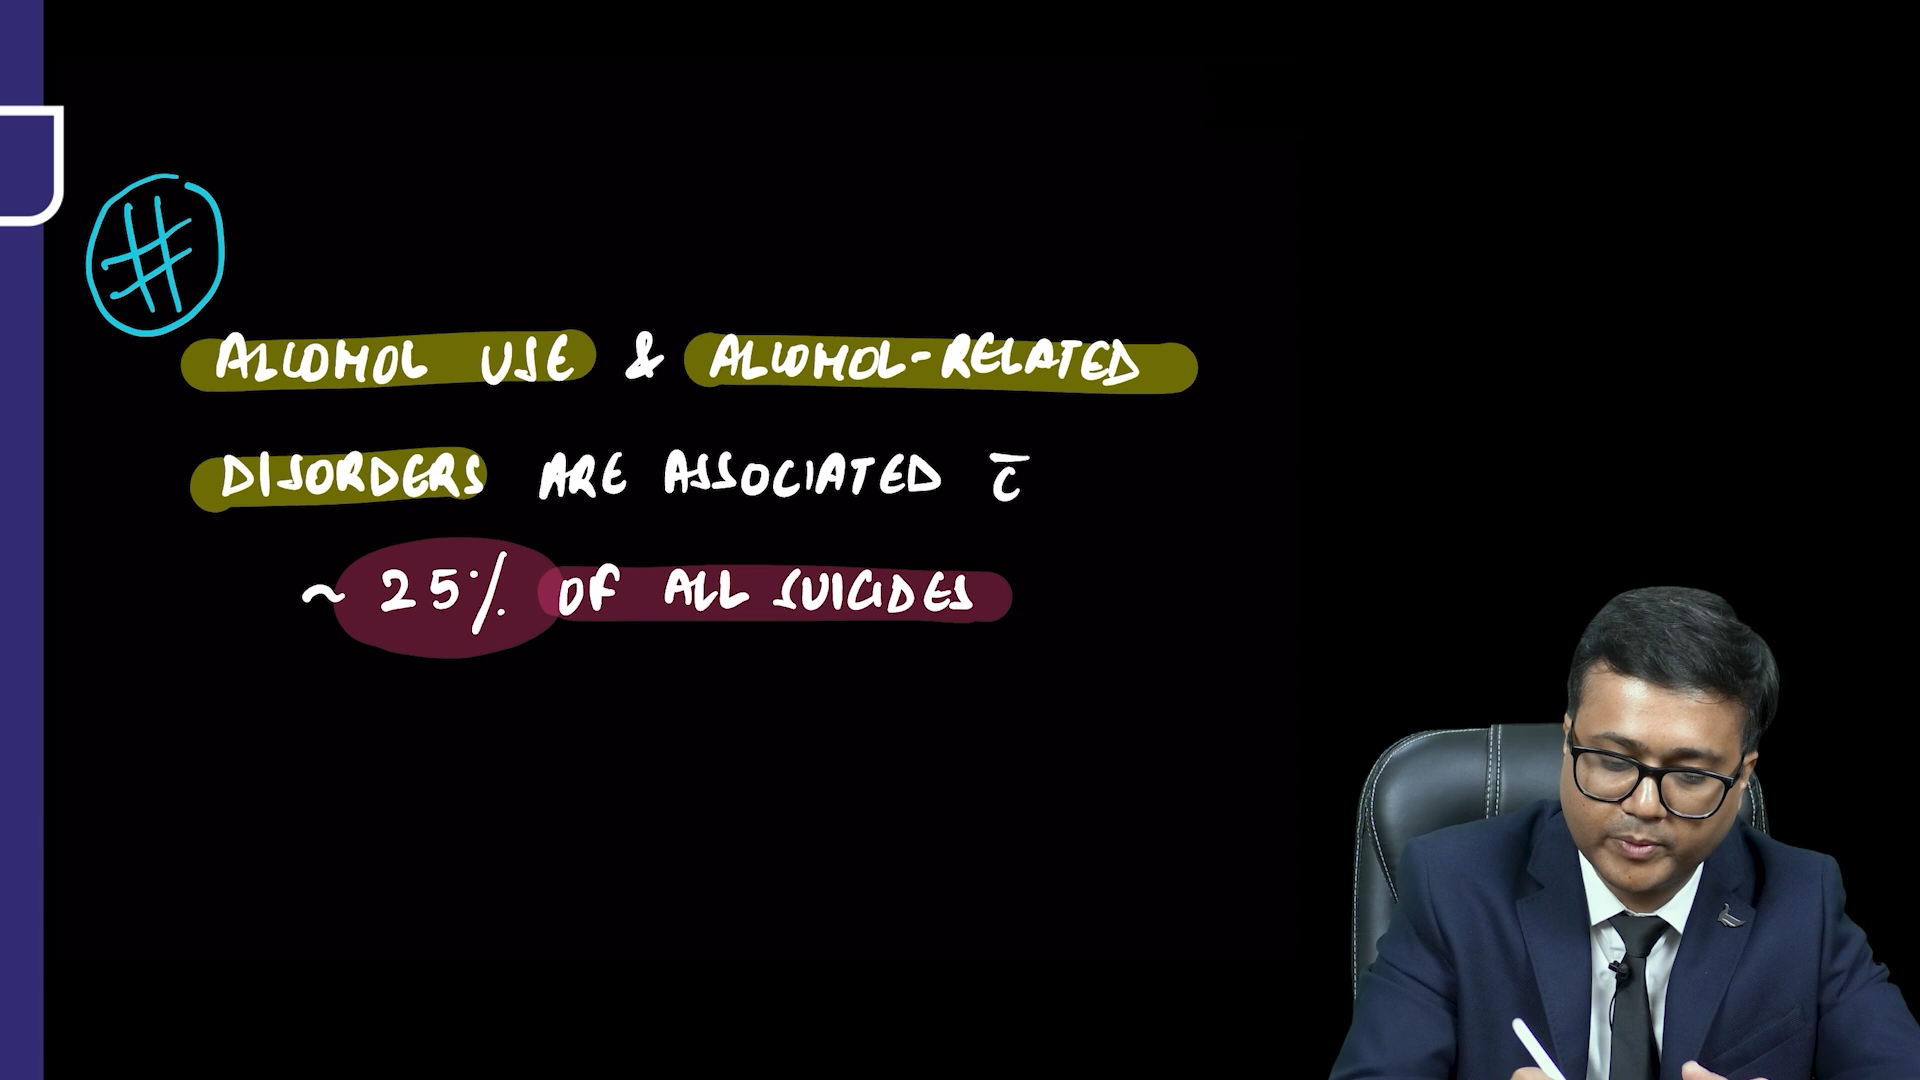 #
ALCOHOL USE & ALCOHOL-RELATED
DISORDERS ARE ASSOCIATED c̄
~ 25% OF ALL SUICIDES